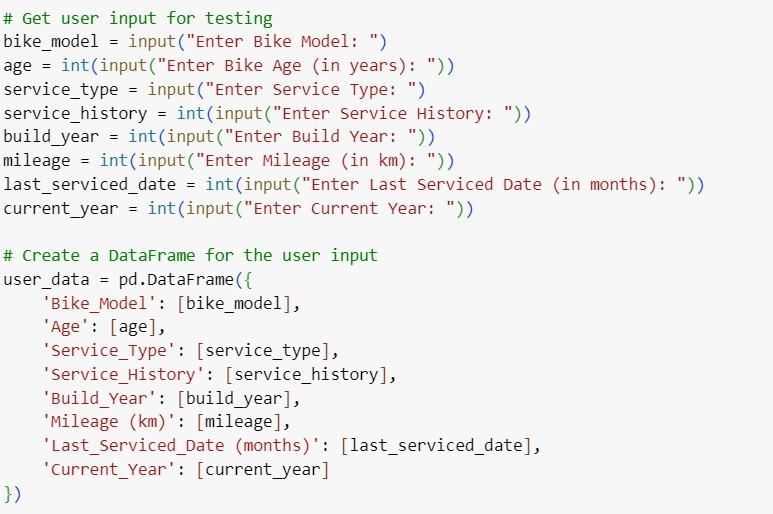 # Get user input for testing
bike_model = input("Enter Bike Model: ")
age = int(input("Enter Bike Age (in years): "))
service_type = input("Enter Service Type: ")
service_history = int(input("Enter Service History: "))
build_year = int(input("Enter Build Year: "))
mileage = int(input("Enter Mileage (in km): "))
last_serviced_date = int(input("Enter Last Serviced Date (in months): "))
current_year = int(input("Enter Current Year: "))

# Create a DataFrame for the user input
user_data = pd.DataFrame({
    'Bike_Model': [bike_model],
    'Age': [age],
    'Service_Type': [service_type],
    'Service_History': [service_history],
    'Build_Year': [build_year],
    'Mileage (km)': [mileage],
    'Last_Serviced_Date (months)': [last_serviced_date],
    'Current_Year': [current_year]
})